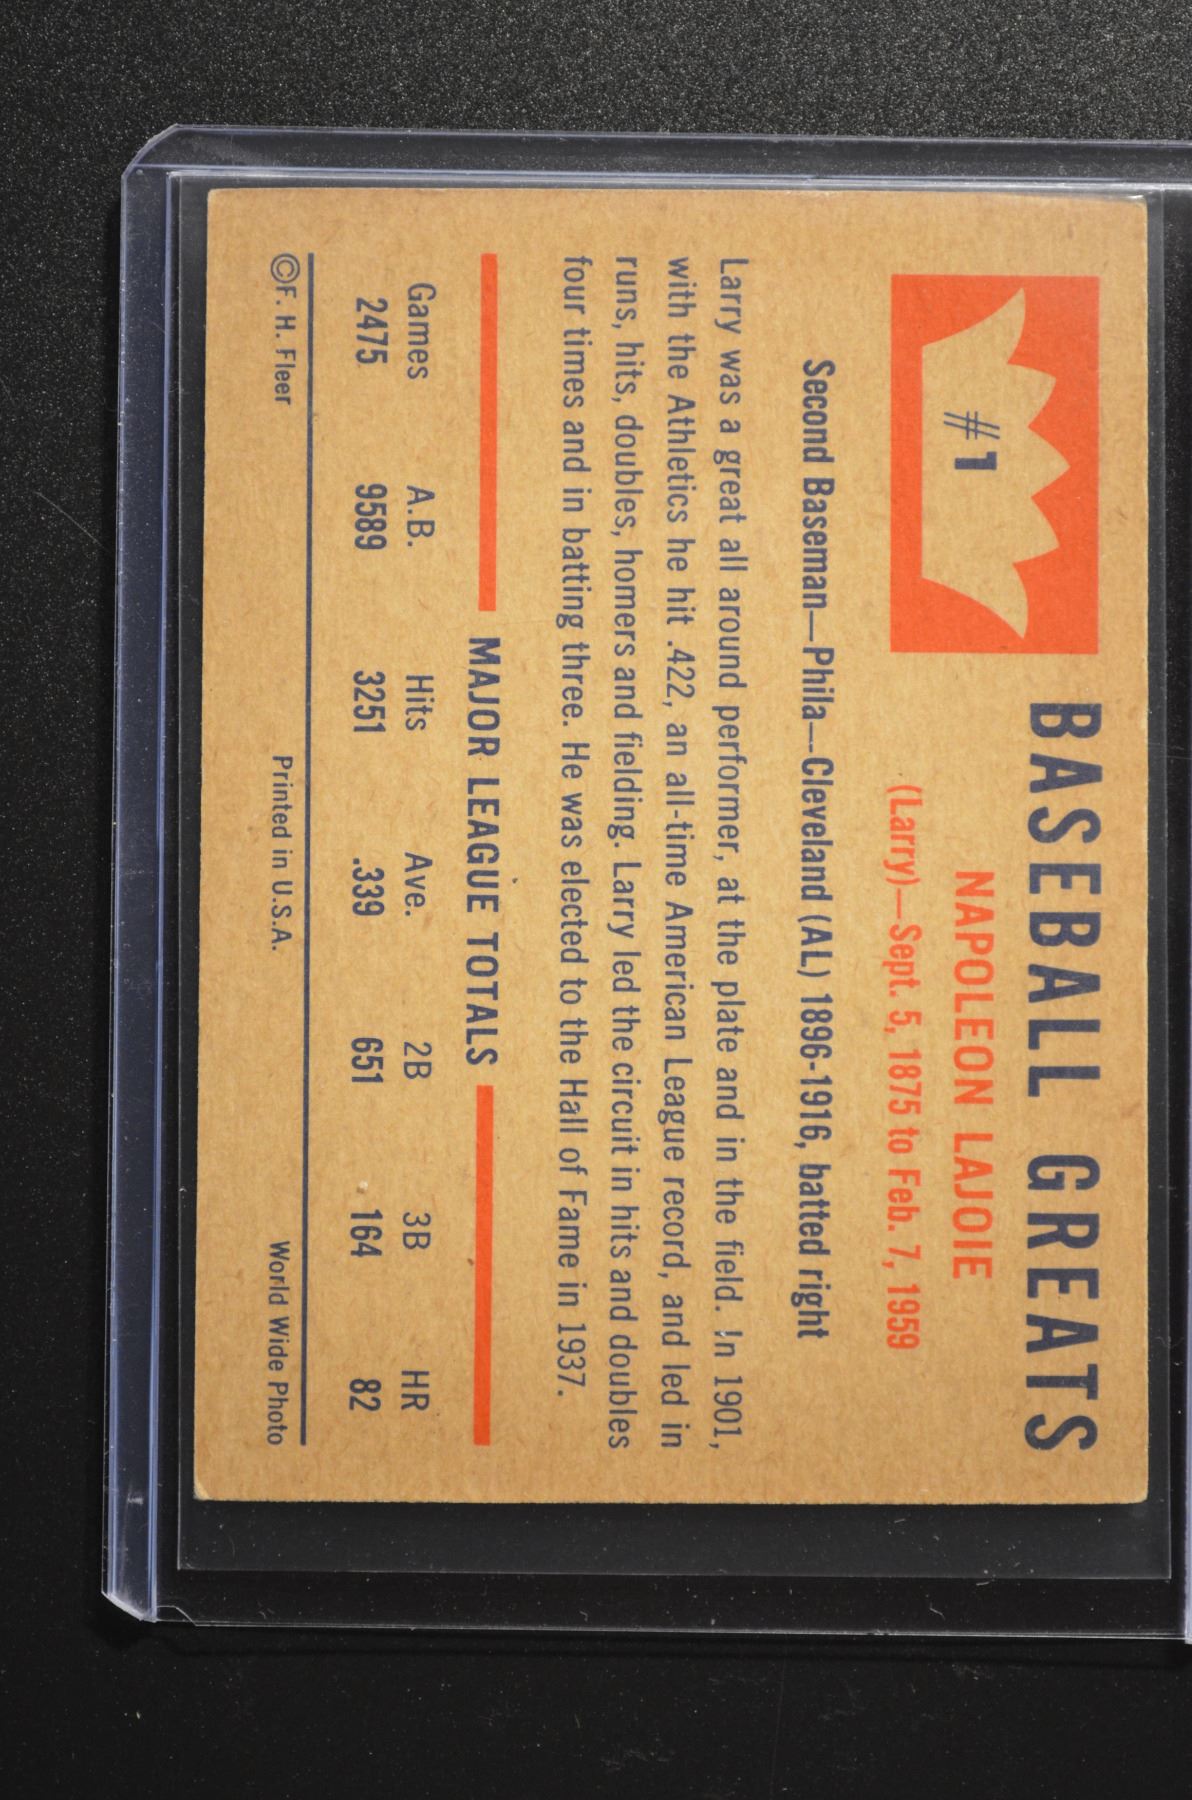 #1
BASEBALL GREATS
NAPOLEON LAJOIE
(Larry)—Sept. 5, 1875 to Feb. 7, 1959
Second Baseman—Phila—Cleveland (AL) 1896-1916, batted right
Larry was a great all around performer, at the plate and in the field. In 1901,
with the Athletics he hit .422, an all-time American League record, and led in
runs, hits, doubles, homers and fielding. Larry led the circuit in hits and doubles
four times and in batting three. He was elected to the Hall of Fame in 1937.
MAJOR LEAGUE TOTALS
Games A.B. Hits Ave. 2B 3B HR
2475 9589 3251 .339 651 164 82
©F. H. Fleer Printed in U.S.A. World Wide Photo